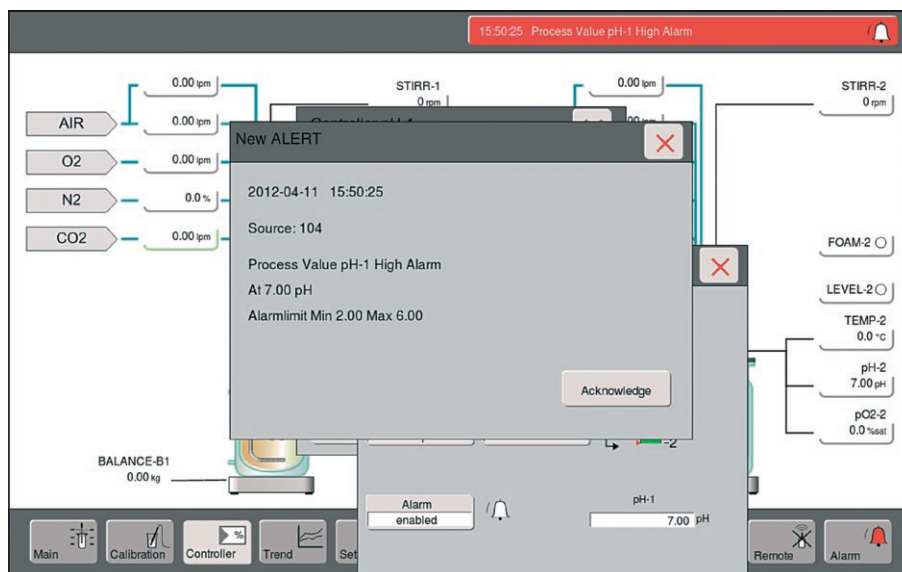 15:50:25 Process Value pH-1 High Alarm
0.00 lpm
STIRR-1
0 rpm
0.00 lpm
STIRR-2
0 rpm
AIR
0.00 lpm
Controller pH-1
New ALERT
O2
0.00 lpm
2012-04-11 15:50:25
N2
0.0 %
Source: 104
CO2
0.00 lpm
FOAM-2
Process Value pH-1 High Alarm
At 7.00 pH
LEVEL-2
Alarmlimit Min 2.00 Max 6.00
TEMP-2
0.0 °C
pH-2
7.00 pH
Acknowledge
pO2-2
0.0 %sat
-2
BALANCE-B1
0.00 kg
Alarm
enabled
pH-1
7.00 pH
Main
Calibration
%
Controller
Trend
Set
Remote
Alarm